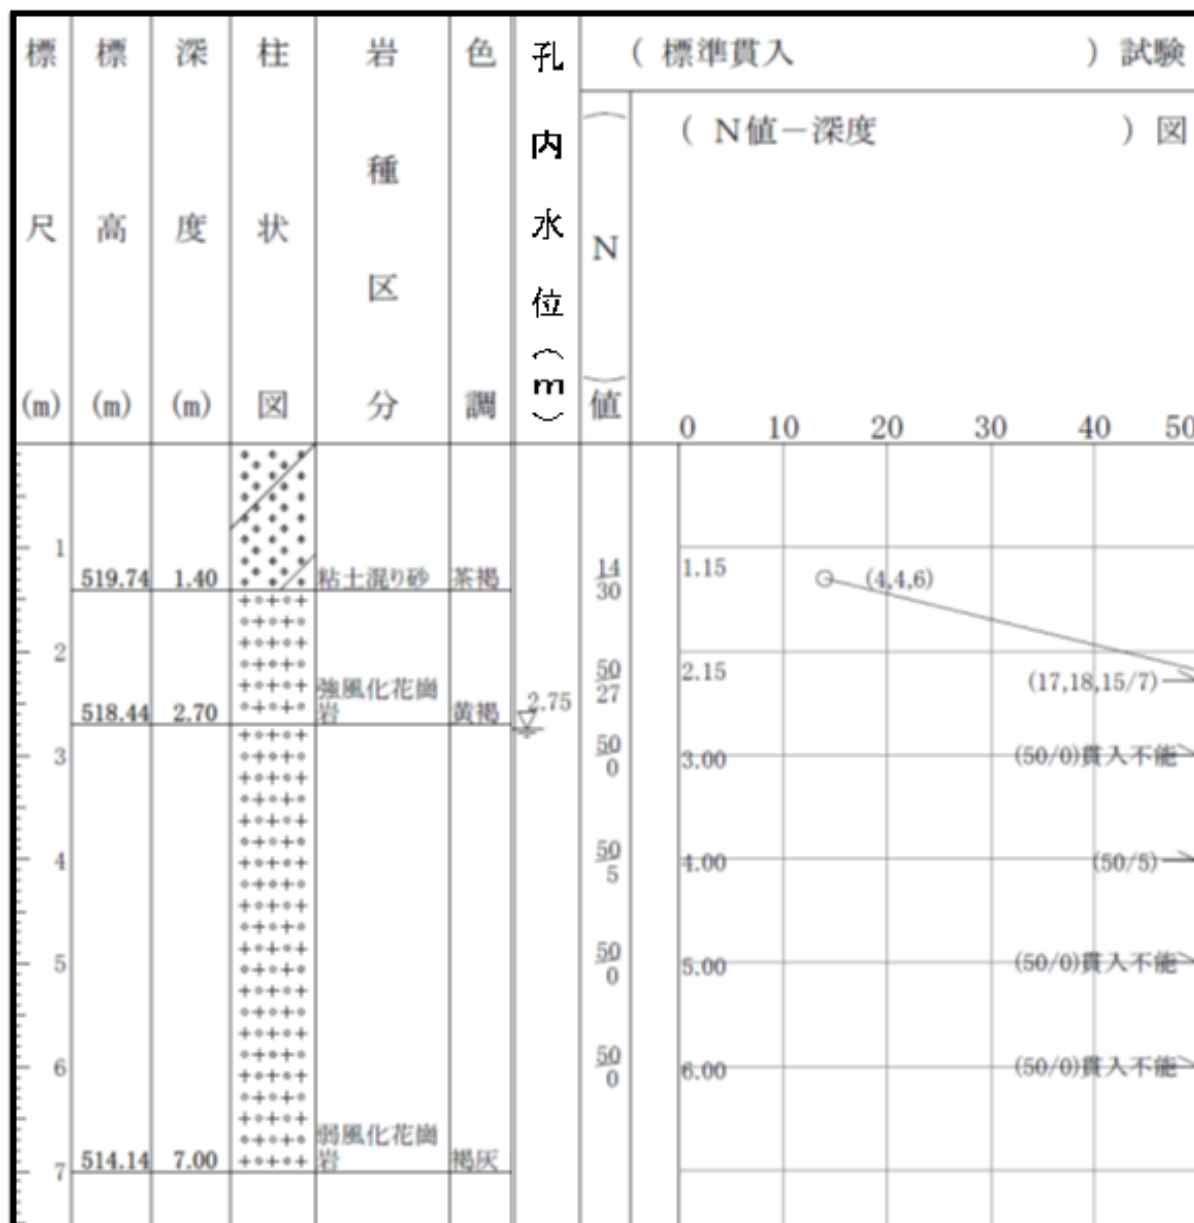 標尺(m)
標高(m)
深度(m)
柱状図
岩種区分
色調
孔内水位(m)
( 標準貫入 ) 試験
(N)値
( N値-深度 ) 図
0 10 20 30 40 50
1
519.74 1.40 粘土混り砂 茶褐
14
30
1.15 (4,4,6)
2
518.44 2.70 強風化花崗
岩 黄褐
2.75
50
27
2.15 (17,18,15/7)
3
50
0
3.00 (50/0)貫入不能
4
50
5
4.00 (50/5)
5
50
0
5.00 (50/0)貫入不能
6
50
0
6.00 (50/0)貫入不能
514.14 7.00 弱風化花崗
岩 褐灰
7